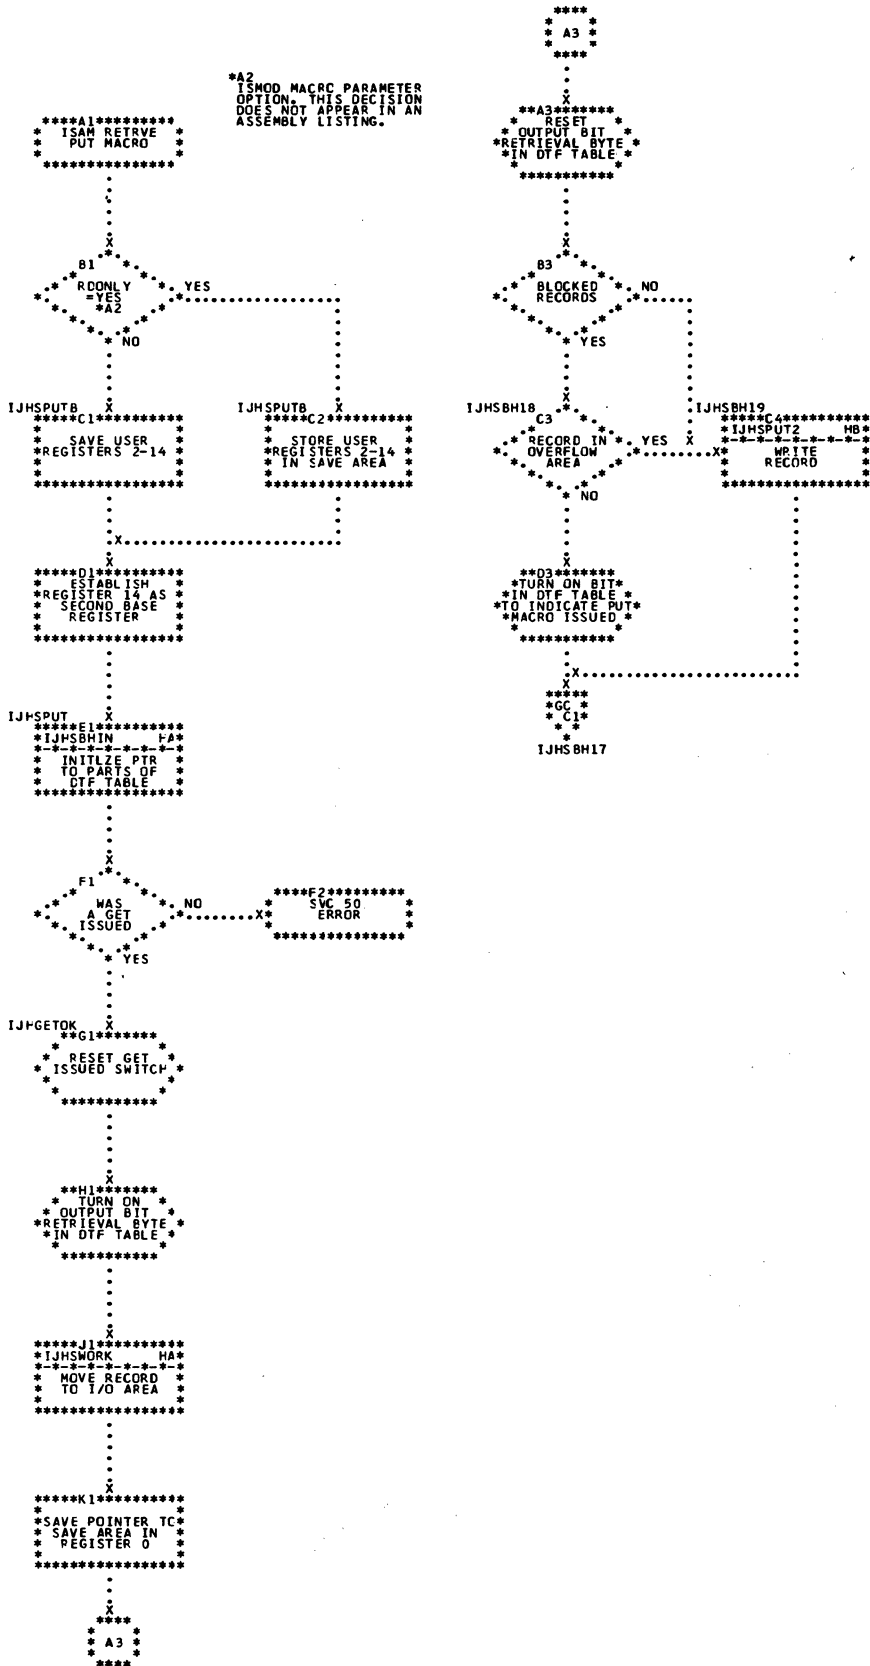 *A2
ISMOD MACRC PARAMETER
OPTION. THIS DECISION
DOES NOT APPEAR IN AN
ASSEMBLY LISTING.
A1
ISAM RETRVE
PUT MACRO
B1
RDONLY
=YES
*A2
YES
NO
IJHSPUTB
C1
SAVE USER
REGISTERS 2-14
IJHSPUTB
C2
STORE USER
REGISTERS 2-14
IN SAVE AREA
D1
ESTABLISH
REGISTER 14 AS
SECOND BASE
REGISTER
IJHSPUT
E1
IJHSBHIN HA
INITLZE PTR
TO PARTS OF
DTF TABLE
F1
WAS
A GET
ISSUED
NO
YES
F2
SVC 50
ERROR
IJHGETOK
G1
RESET GET
ISSUED SWITCH
H1
TURN ON
OUTPUT BIT
RETRIEVAL BYTE
IN DTF TABLE
J1
IJHSWORK HA
MOVE RECORD
TO I/O AREA
K1
SAVE POINTER TC
SAVE AREA IN
REGISTER 0
A3
A3
A3
RESET
OUTPUT BIT
RETRIEVAL BYTE
IN DTF TABLE
B3
BLOCKED
RECORDS
NO
YES
IJHSBH18
C3
RECORD IN
OVERFLOW
AREA
YES
NO
IJHSBH19
C4
IJHSPUT2 HB
WRITE
RECORD
D3
TURN ON BIT
IN DTF TABLE
TO INDICATE PUT
MACRO ISSUED
GC
C1
IJHSBH17